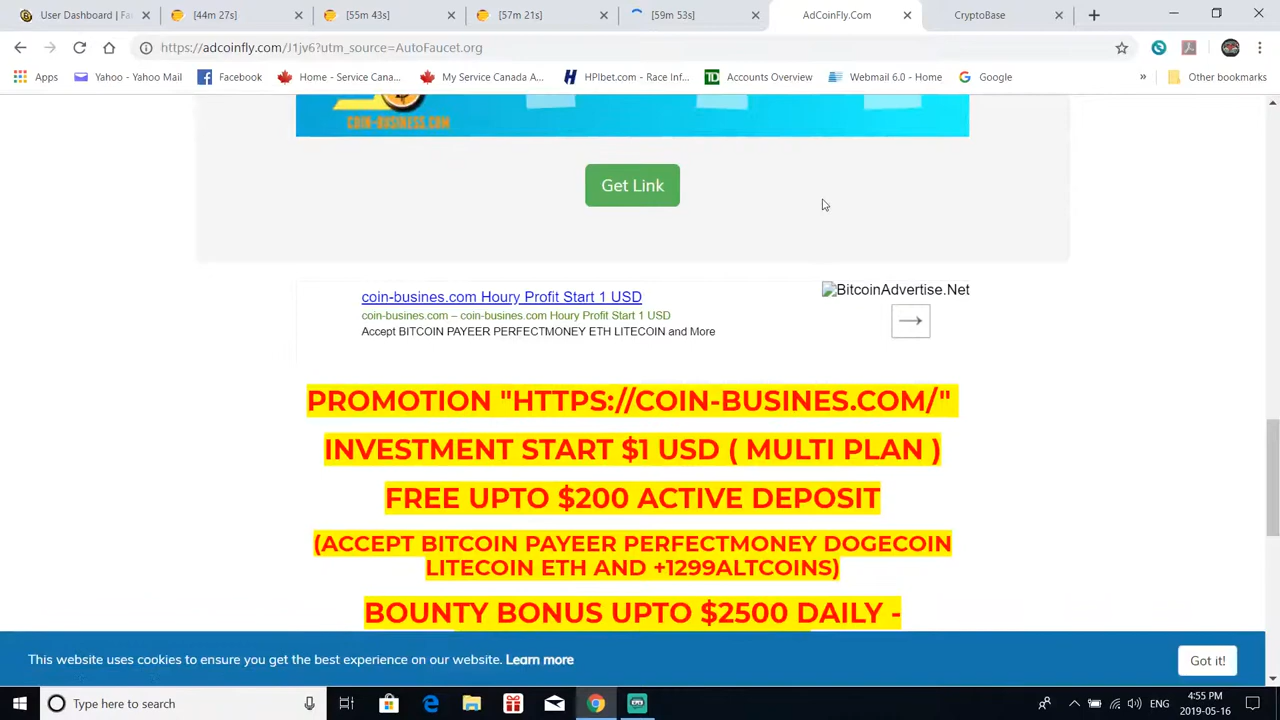 User Dashboard | Fau
[44m 27s]
[55m 43s]
[57m 21s]
[59m 53s]
AdCoinFly.Com
CryptoBase
https://adcoinfly.com/J1jv6?utm_source=AutoFaucet.org
Apps
Yahoo - Yahoo Mail
Facebook
Home - Service Cana...
My Service Canada A...
HPIbet.com - Race Inf...
Accounts Overview
Webmail 6.0 - Home
Google
»
Other bookmarks
COIN-BUSINESS.COM
Get Link
coin-busines.com Houry Profit Start 1 USD
coin-busines.com – coin-busines.com Houry Profit Start 1 USD
Accept BITCOIN PAYEER PERFECTMONEY ETH LITECOIN and More
BitcoinAdvertise.Net
PROMOTION "HTTPS://COIN-BUSINES.COM/"
INVESTMENT START $1 USD ( MULTI PLAN )
FREE UPTO $200 ACTIVE DEPOSIT
(ACCEPT BITCOIN PAYEER PERFECTMONEY DOGECOIN
LITECOIN ETH AND +1299ALTCOINS)
BOUNTY BONUS UPTO $2500 DAILY -
This website uses cookies to ensure you get the best experience on our website. Learn more
Got it!
Type here to search
ENG
4:55 PM
2019-05-16